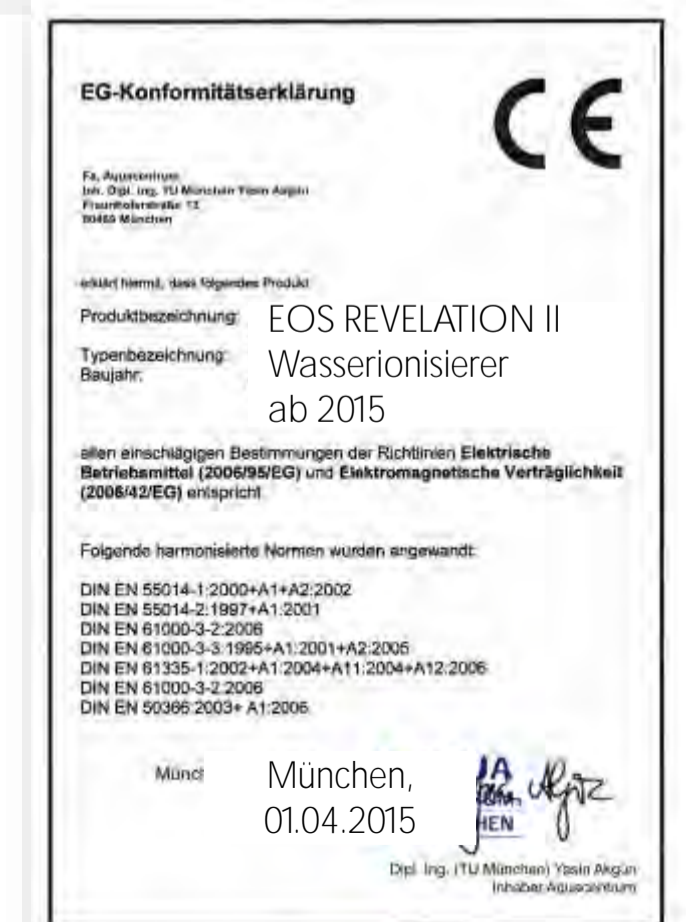 EG-Konformitätserklärung
CE
Fa. Aquacentrum
Inh. Dipl. Ing. TU München Yasin Akgün
Fraunhoferstraße 13
80469 München
erklärt hiermit, dass folgendes Produkt
Produktbezeichnung: EOS REVELATION II
Typenbezeichnung: Wasserionisierer
Baujahr: ab 2015
allen einschlägigen Bestimmungen der Richtlinien Elektrische
Betriebsmittel (2006/95/EG) und Elektromagnetische Verträglichkeit
(2006/42/EG) entspricht
Folgende harmonisierte Normen wurden angewandt:
DIN EN 55014-1:2000+A1+A2:2002
DIN EN 55014-2:1997+A1:2001
DIN EN 61000-3-2:2006
DIN EN 61000-3-3:1995+A1:2001+A2:2005
DIN EN 61335-1:2002+A1:2004+A11:2004+A12:2006
DIN EN 61000-3-2:2006
DIN EN 50366:2003+ A1:2006
Münc
München,
01.04.2015
UA
HEN
Dipl. Ing. (TU München) Yasin Akgün
Inhaber Aquacentrum